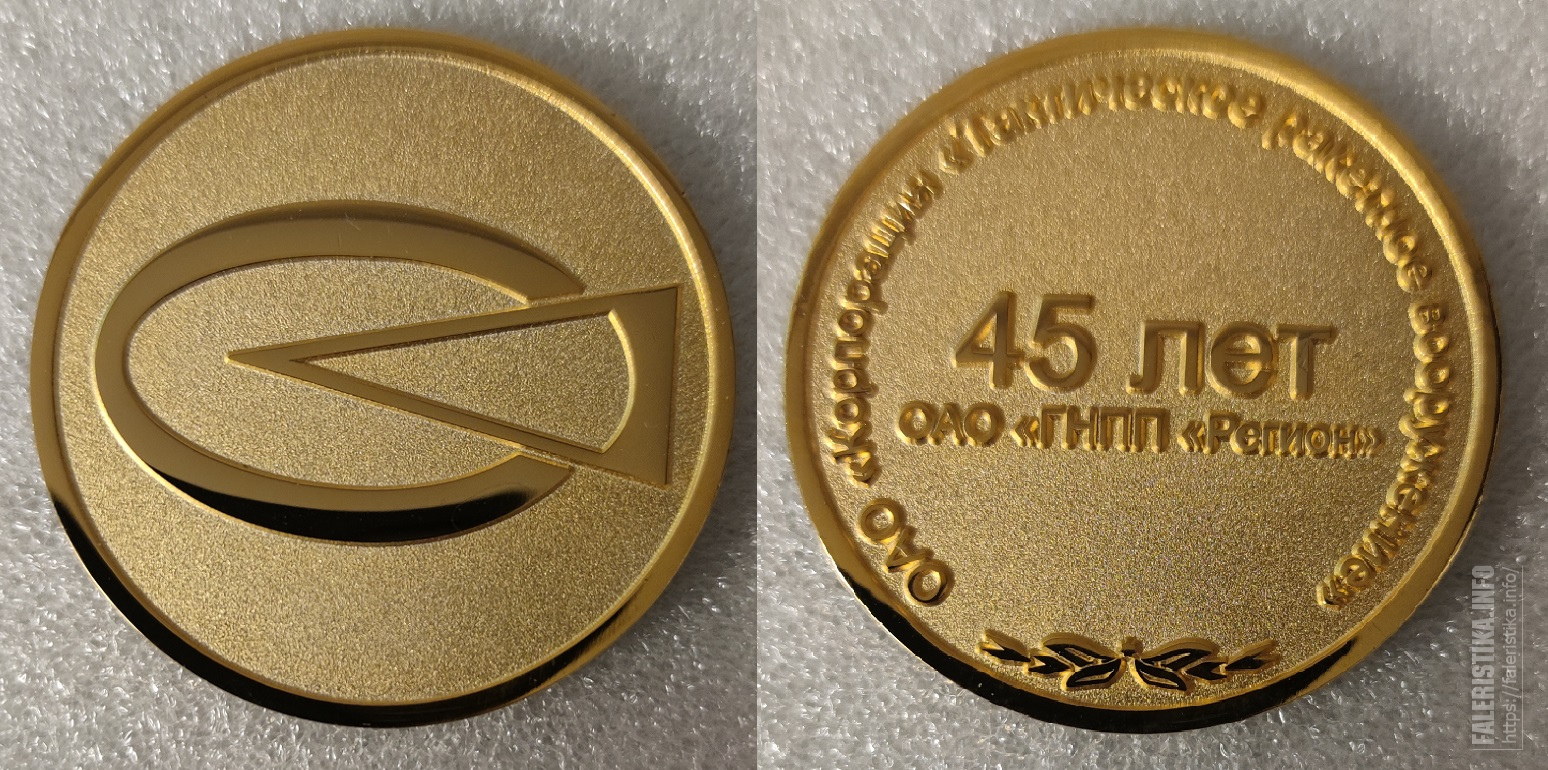 ОАО «Корпорация «Тактическое ракетное вооружение»
45 лет
ОАО «ГНПП «Регион»
FALERISTIKA.INFO
https://faleristika.info/